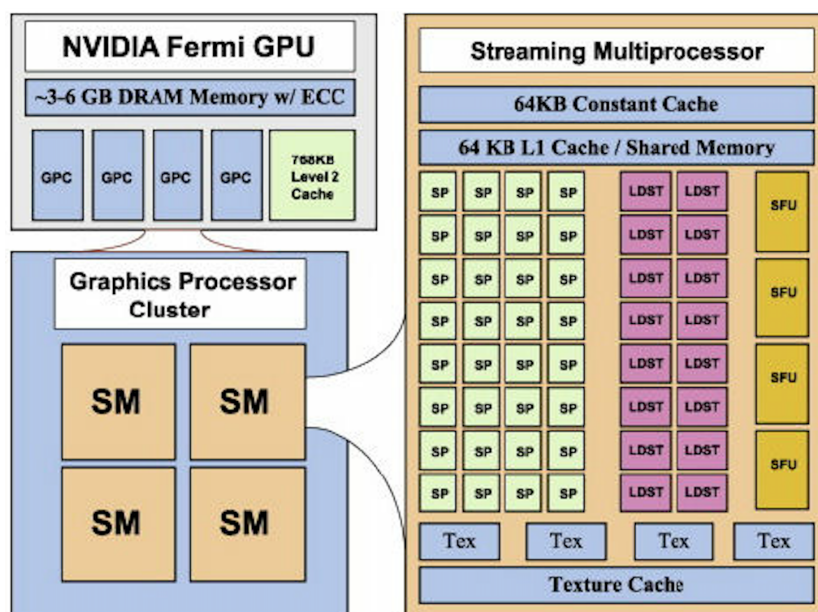 NVIDIA Fermi GPU
~3-6 GB DRAM Memory w/ ECC
GPC GPC GPC GPC
768KB
Level 2
Cache
Graphics Processor
Cluster
SM SM
SM SM
Streaming Multiprocessor
64KB Constant Cache
64 KB L1 Cache / Shared Memory
SP SP SP SP LDST LDST
SFU
SP SP SP SP LDST LDST
SP SP SP SP LDST LDST
SFU
SP SP SP SP LDST LDST
SP SP SP SP LDST LDST
SFU
SP SP SP SP LDST LDST
SP SP SP SP LDST LDST
SFU
SP SP SP SP LDST LDST
Tex Tex Tex Tex
Texture Cache